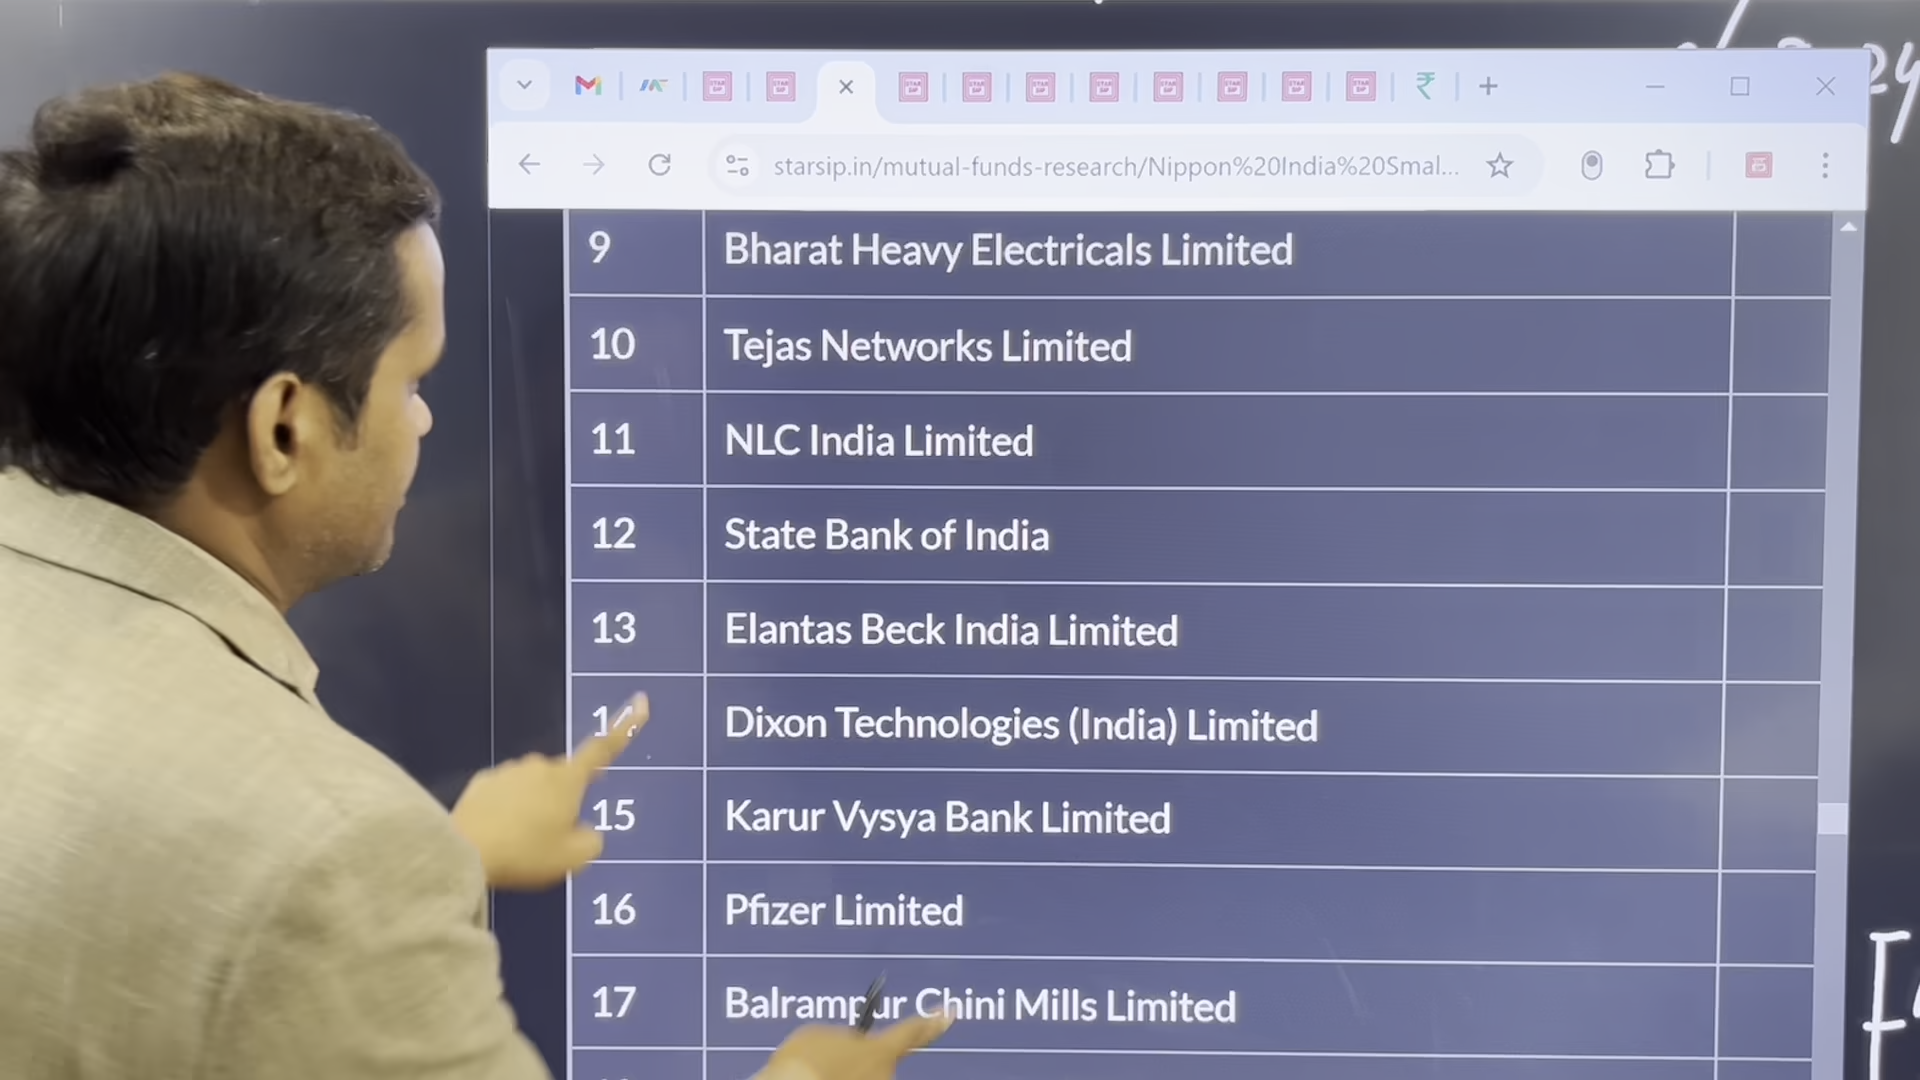 starsip.in/mutual-funds-research/Nippon%20India%20Smal...
9 Bharat Heavy Electricals Limited
10 Tejas Networks Limited
11 NLC India Limited
12 State Bank of India
13 Elantas Beck India Limited
14 Dixon Technologies (India) Limited
15 Karur Vysya Bank Limited
16 Pfizer Limited
17 Balrampur Chini Mills Limited